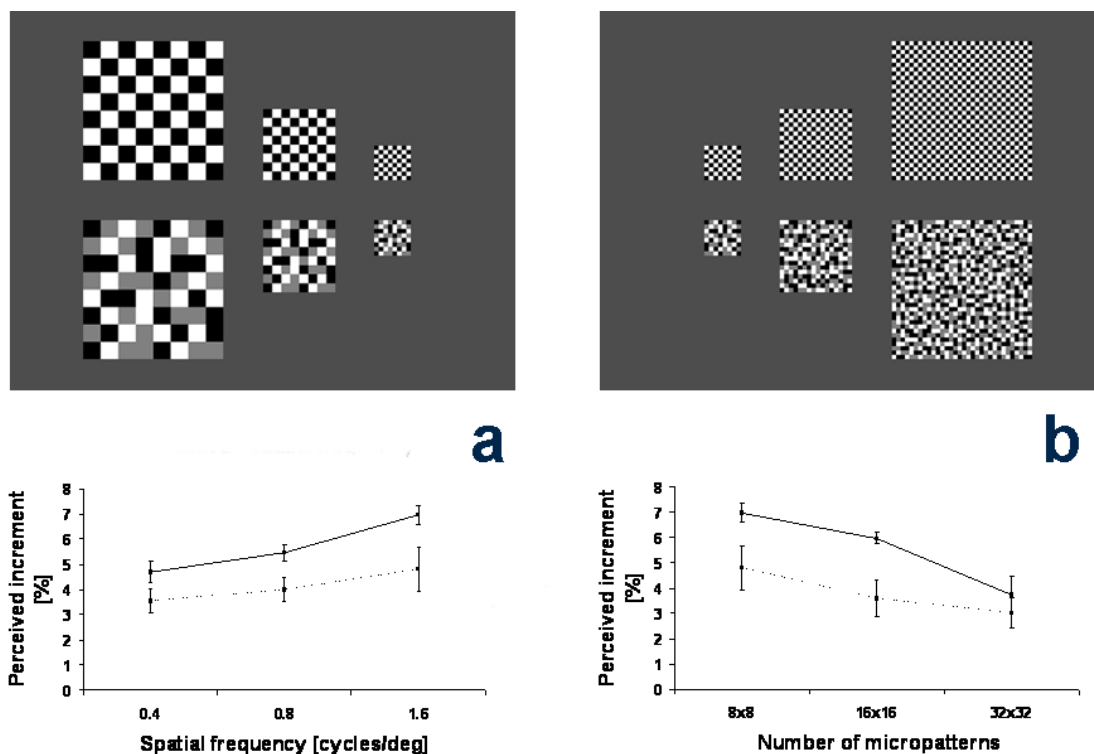 a
b
Perceived increment
[%]
8
7
6
5
4
3
2
1
0
0.4
0.8
1.6
Spatial frequency [cycles/deg]
Perceived increment
[%]
8
7
6
5
4
3
2
1
0
8x8
16x16
32x32
Number of micropatterns